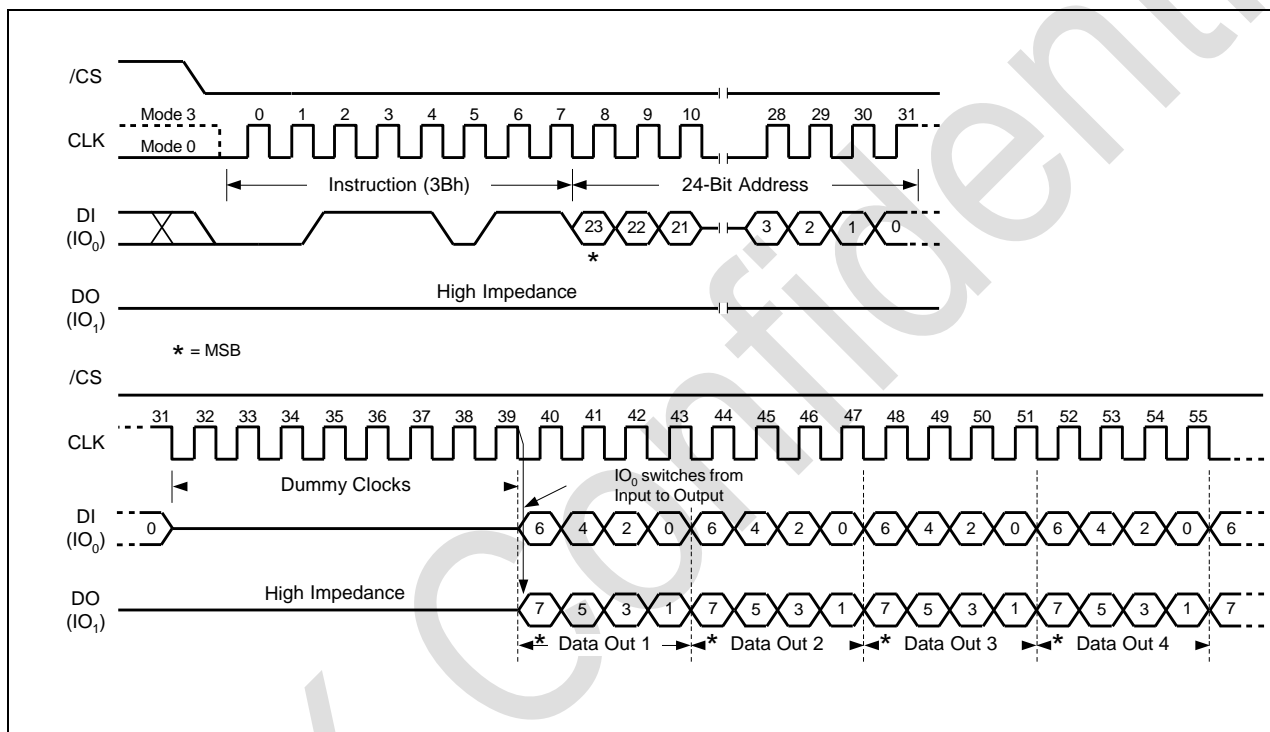 /CS
Mode 3
0 1 2 3 4 5 6 7 8 9 10 28 29 30 31
CLK
Mode 0
Instruction (3Bh) 24-Bit Address
DI
(IO0)
23 22 21 3 2 1 0
*
DO
(IO1)
High Impedance
* = MSB
/CS
31 32 33 34 35 36 37 38 39 40 41 42 43 44 45 46 47 48 49 50 51 52 53 54 55
CLK
Dummy Clocks
IO0 switches from
Input to Output
DI
(IO0)
0 6 4 2 0 6 4 2 0 6 4 2 0 6 4 2 0 6
DO
(IO1)
High Impedance
7 5 3 1 7 5 3 1 7 5 3 1 7 5 3 1 7
* Data Out 1 * Data Out 2 * Data Out 3 * Data Out 4